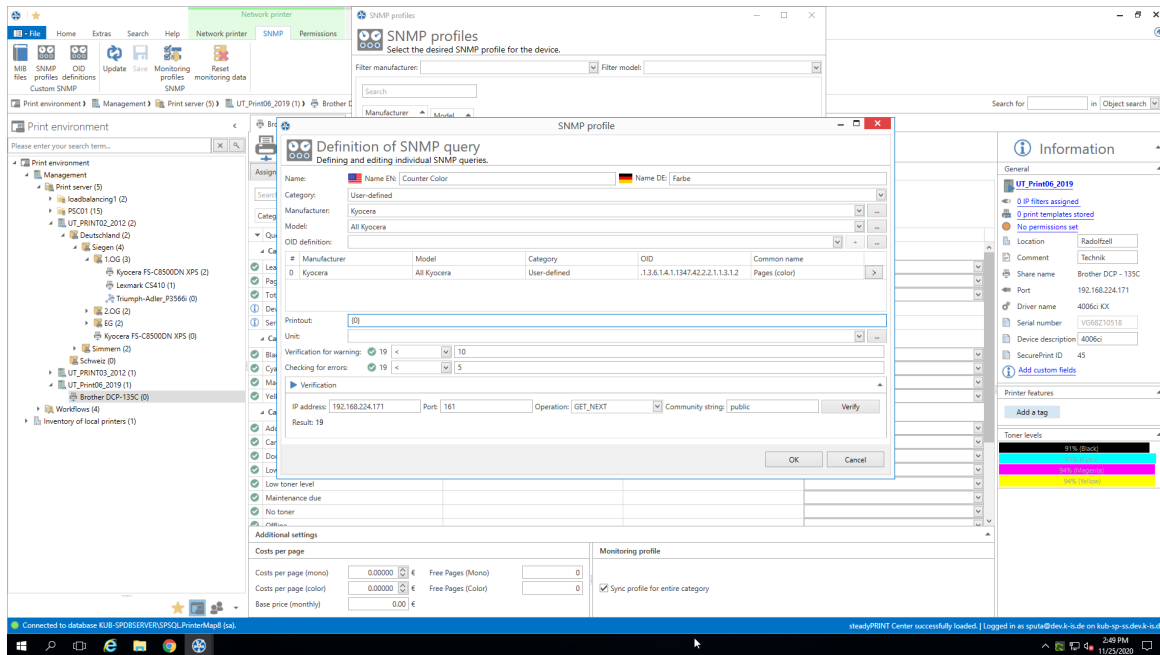 Network printer
File
Home
Extras
Search
Help
Network printer
SNMP
Permissions
MIB files
SNMP profiles
OID definitions
Update
Save
Monitoring profiles
Reset monitoring data
Custom SNMP
SNMP
Print environment
Management
Print server (5)
UT_Print06_2019 (1)
Brother D
Search for
in
Object search
SNMP profiles
SNMP profiles
Select the desired SNMP profile for the device.
Filter manufacturer:
Filter model:
Search
Manufacturer
Model
Print environment
Please enter your search term...
Print environment
Management
Print server (5)
loadbalancing1 (2)
PSC01 (15)
UT_PRINT02_2012 (2)
Deutschland (2)
Siegen (4)
1.OG (3)
Kyocera FS-C8500DN XPS (2)
Lexmark CS410 (1)
Triumph-Adler_P3566i (0)
2.OG (2)
EG (2)
Kyocera FS-C8500DN XPS (0)
Simmern (2)
Schweiz (0)
UT_PRINT03_2012 (1)
UT_Print06_2019 (1)
Brother DCP-135C (0)
Workflows (4)
Inventory of local printers (1)
SNMP profile
Definition of SNMP query
Defining and editing individual SNMP queries.
Name:
Name EN: Counter Color
Name DE: Farbe
Category: User-defined
Manufacturer: Kyocera
Model: All Kyocera
OID definition:
# Manufacturer Model Category OID Common name
0 Kyocera All Kyocera User-defined .1.3.6.1.4.1.1347.42.2.2.1.1.3.1.2 Pages (color)
Printout: {0}
Unit:
Verification for warning: 19 < 10
Checking for errors: 19 < 5
Verification
IP address: 192.168.224.171 Port: 161 Operation: GET_NEXT Community string: public Verify
Result: 19
OK
Cancel
Low toner level
Maintenance due
No toner
Additional settings
Costs per page
Monitoring profile
Costs per page (mono) 0.00000 € Free Pages (Mono) 0
Costs per page (color) 0.00000 € Free Pages (Color) 0
Sync profile for entire category
Base price (monthly) 0.00 €
Information
General
UT_Print06_2019
0 IP filters assigned
0 print templates stored
No permissions set
Location Radolfzell
Comment Technik
Share name Brother DCP - 135C
Port 192.168.224.171
Driver name 4006ci KX
Serial number VG68Z10518
Device description 4006ci
SecurePrint ID 45
Add custom fields
Printer features
Add a tag
Toner levels
91% (Black)
94% (Magenta)
94% (Yellow)
Connected to database KUB-SPDBSERVER\SPSQL.PrinterMap8 (sa).
steadyPRINT Center successfully loaded. | Logged in as sputa@dev.k-is.de on kub-sp-ss.dev.k-is.d
2:49 PM
11/25/2020